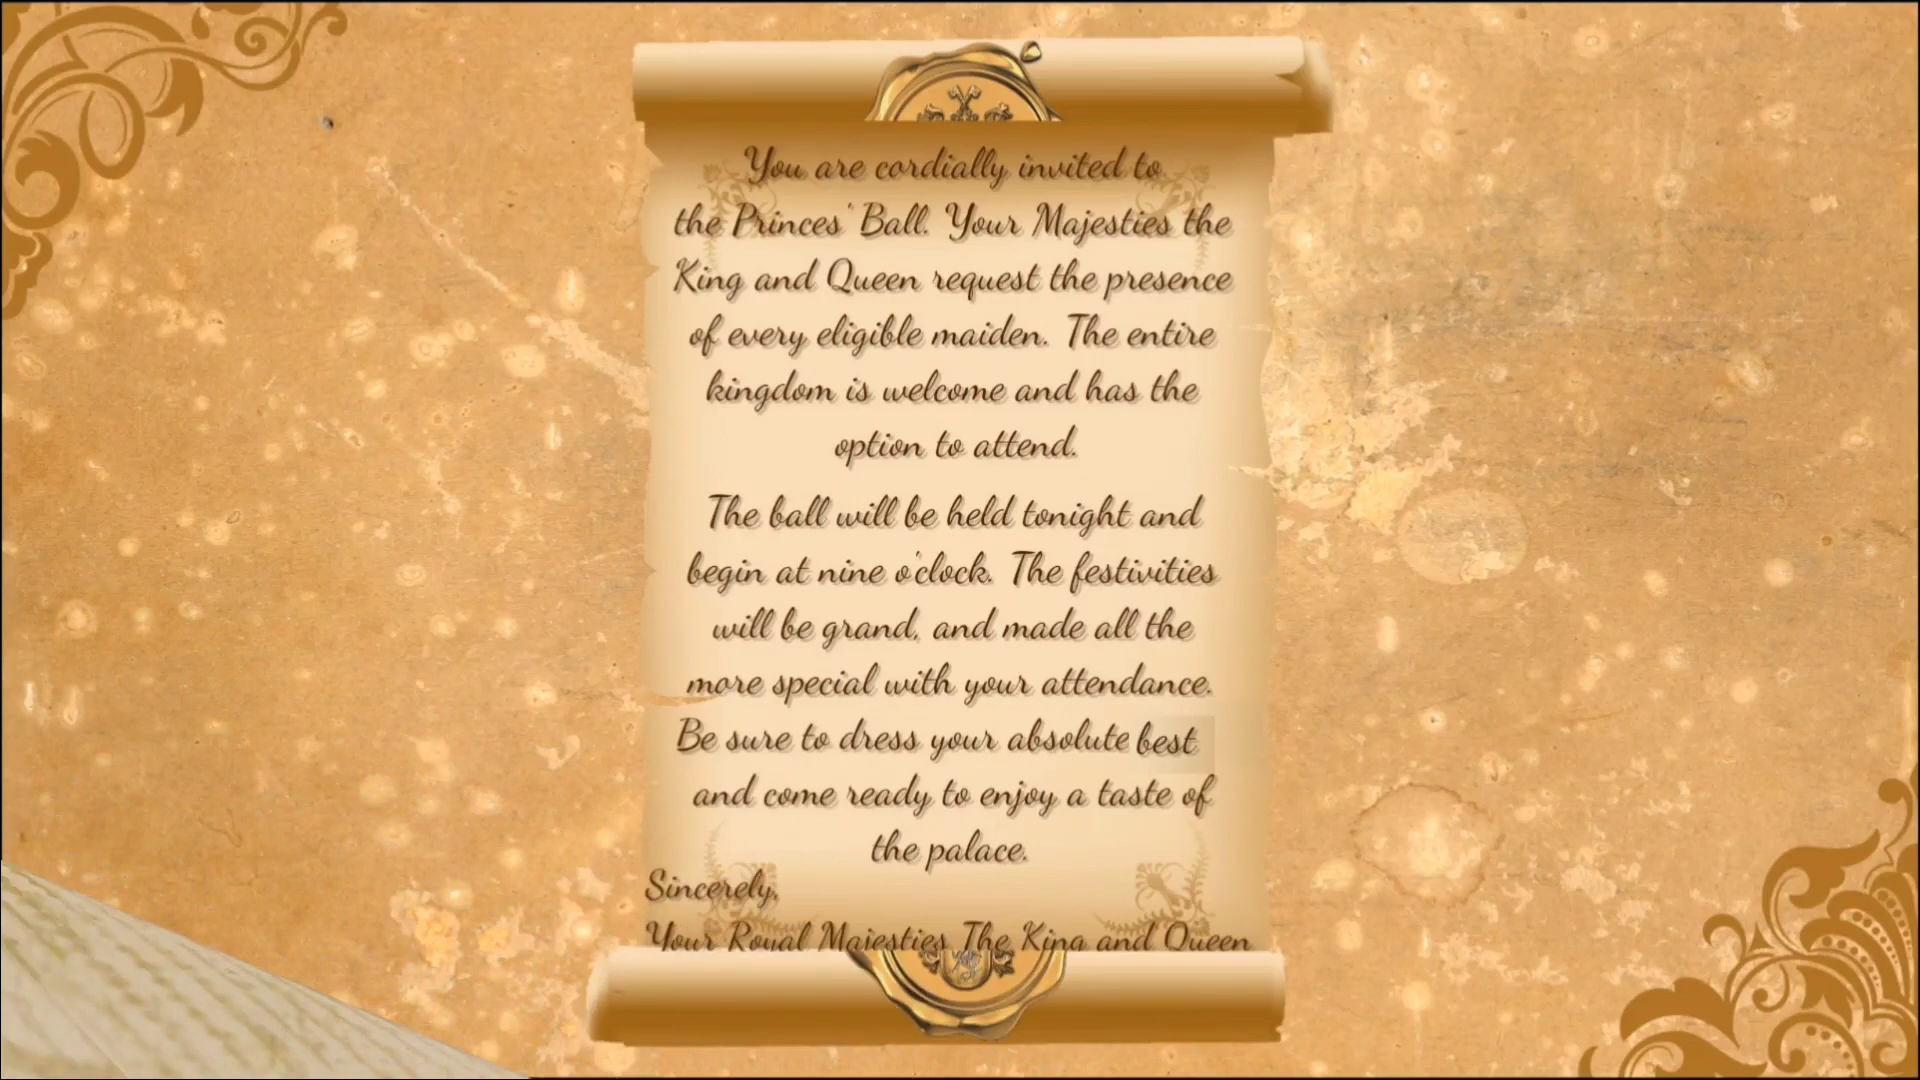 You are cordially invited to
the Princes' Ball. Your Majesties the
King and Queen request the presence
of every eligible maiden. The entire
kingdom is welcome and has the
option to attend.
The ball will be held tonight and
begin at nine o'clock. The festivities
will be grand, and made all the
more special with your attendance.
Be sure to dress your absolute best
and come ready to enjoy a taste of
the palace.
Sincerely,
Your Royal Majesties The King and Queen